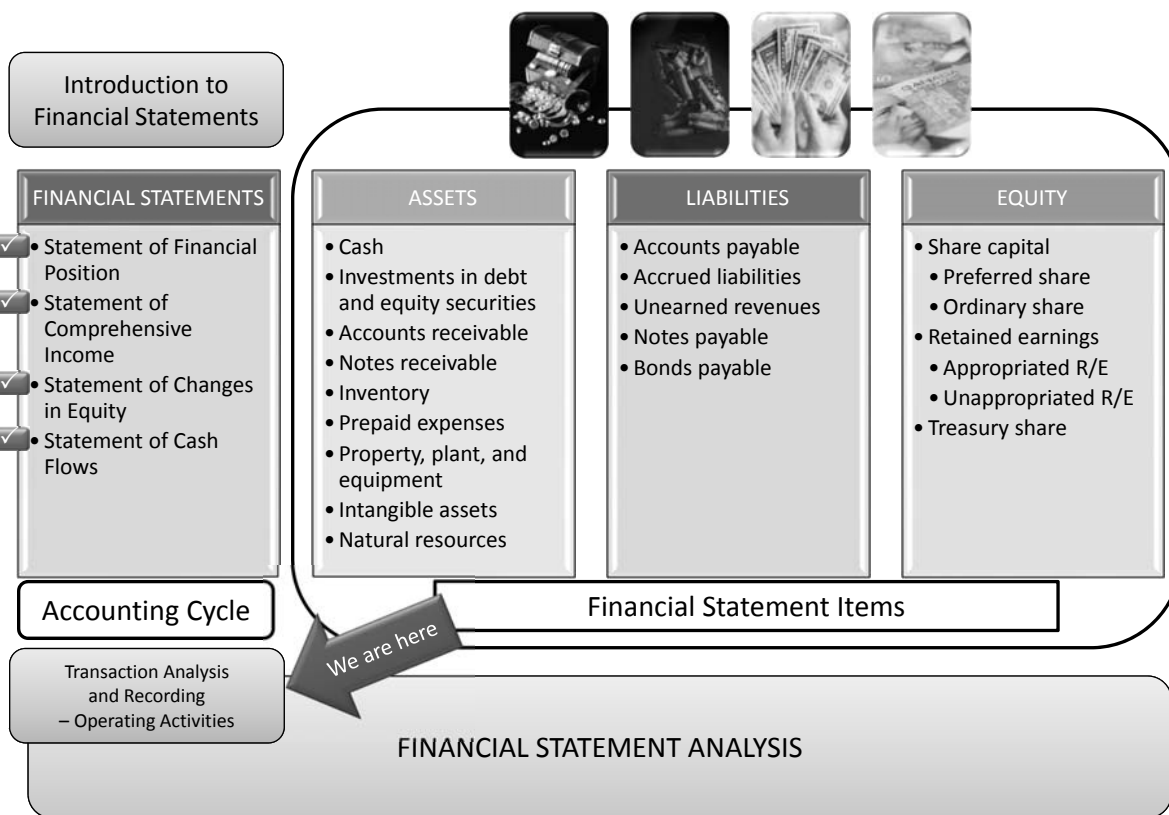 Introduction to
Financial Statements
FINANCIAL STATEMENTS
✓ • Statement of Financial
Position
✓ • Statement of
Comprehensive
Income
✓ • Statement of Changes
in Equity
✓ • Statement of Cash
Flows
ASSETS
• Cash
• Investments in debt
and equity securities
• Accounts receivable
• Notes receivable
• Inventory
• Prepaid expenses
• Property, plant, and
equipment
• Intangible assets
• Natural resources
LIABILITIES
• Accounts payable
• Accrued liabilities
• Unearned revenues
• Notes payable
• Bonds payable
EQUITY
• Share capital
• Preferred share
• Ordinary share
• Retained earnings
• Appropriated R/E
• Unappropriated R/E
• Treasury share
Accounting Cycle
Financial Statement Items
We are here
Transaction Analysis
and Recording
– Operating Activities
FINANCIAL STATEMENT ANALYSIS